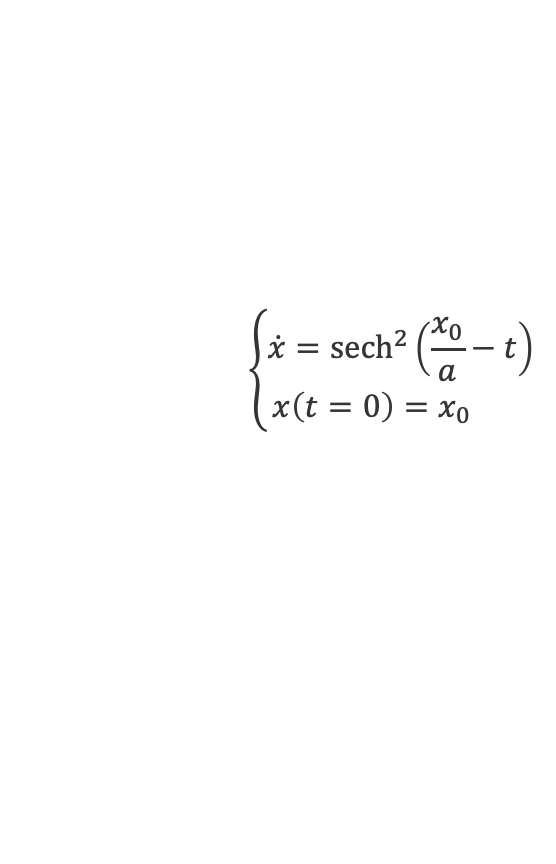 ẋ = sech² (x₀/a − t)
x(t = 0) = x₀